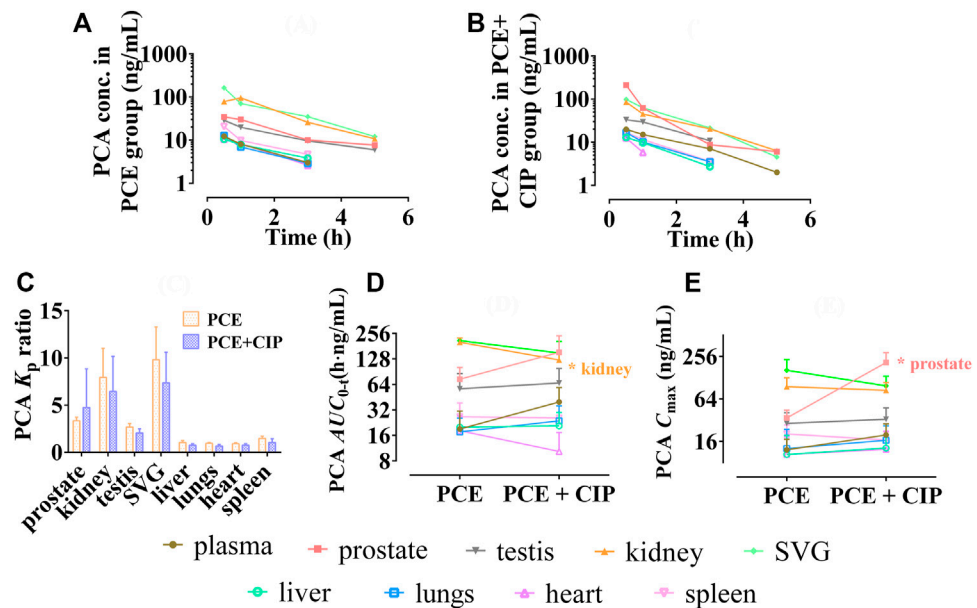 A
B
(A)
PCA conc. in
PCE group (ng/mL)
1000
100
10
1
0
2
4
6
Time (h)
PCA conc. in PCE+
CIP group (ng/mL)
1000
100
10
1
0
2
4
6
Time (h)
C
(C)
PCA Kp ratio
15
10
5
0
PCE
PCE+CIP
prostate
kidney
testis
SVG
liver
lungs
heart
spleen
D
(D)
PCA AUC0-t(h·ng/mL)
256
128
64
32
16
8
* kidney
PCE
PCE + CIP
E
(E)
PCA Cmax (ng/mL)
256
64
16
* prostate
PCE
PCE + CIP
plasma
prostate
testis
kidney
SVG
liver
lungs
heart
spleen